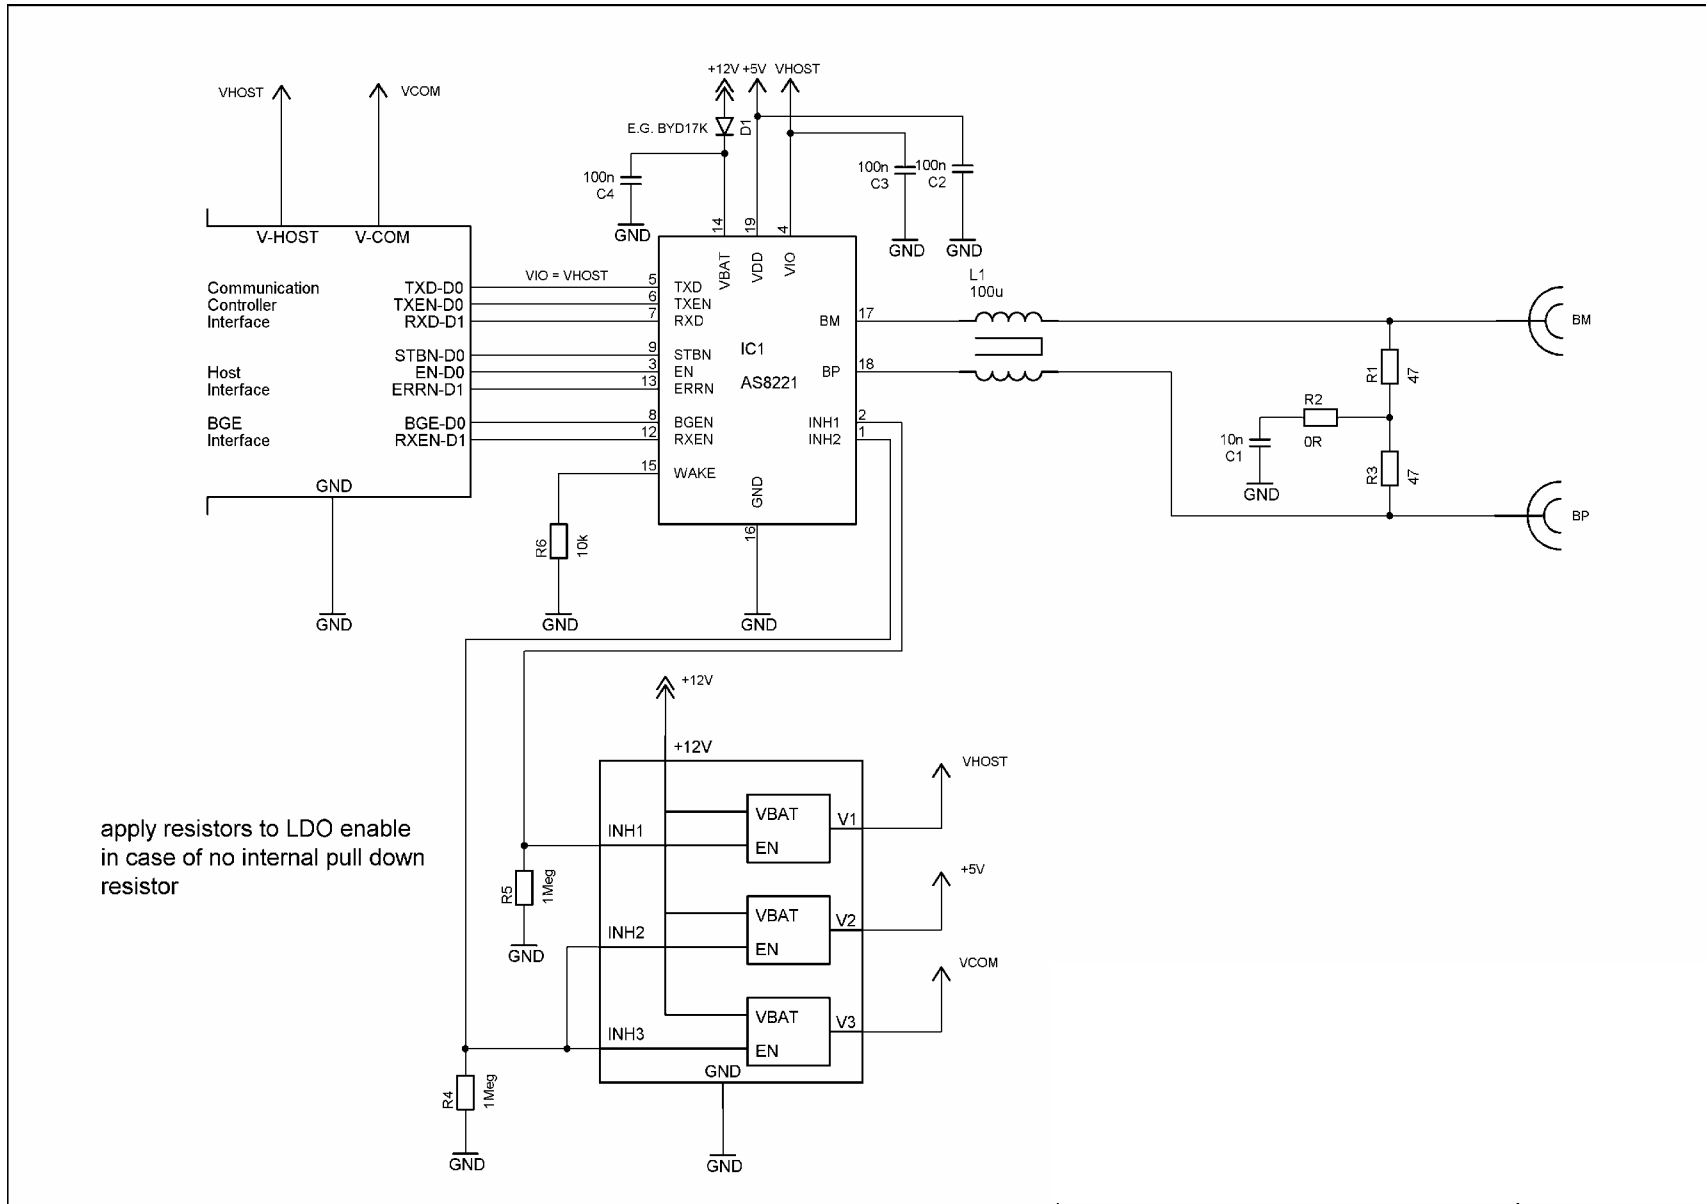 +12V +5V VHOST
VHOST
VCOM
E.G. BYD17K
D1
100n
C4
100n
C3
100n
C2
GND
GND
GND
14
19
4
V-HOST
V-COM
VBAT
VDD
VIO
VIO = VHOST
L1
100u
Communication
Controller
Interface
TXD-D0
TXEN-D0
RXD-D1
5
6
7
TXD
TXEN
RXD
BM
17
BM
STBN-D0
Host
Interface
EN-D0
ERRN-D1
9
3
13
STBN
EN
ERRN
IC1
AS8221
BP
18
R1
47
R2
0R
10n
C1
GND
R3
47
BP
BGE
Interface
BGE-D0
RXEN-D1
8
12
BGEN
RXEN
INH1
INH2
2
1
15
WAKE
GND
16
GND
R6
10k
GND
GND
GND
+12V
+12V
VHOST
apply resistors to LDO enable
in case of no internal pull down
resistor
INH1
VBAT
EN
V1
R5
1Meg
GND
+5V
INH2
VBAT
EN
V2
VCOM
INH3
VBAT
EN
V3
GND
R4
1Meg
GND
GND